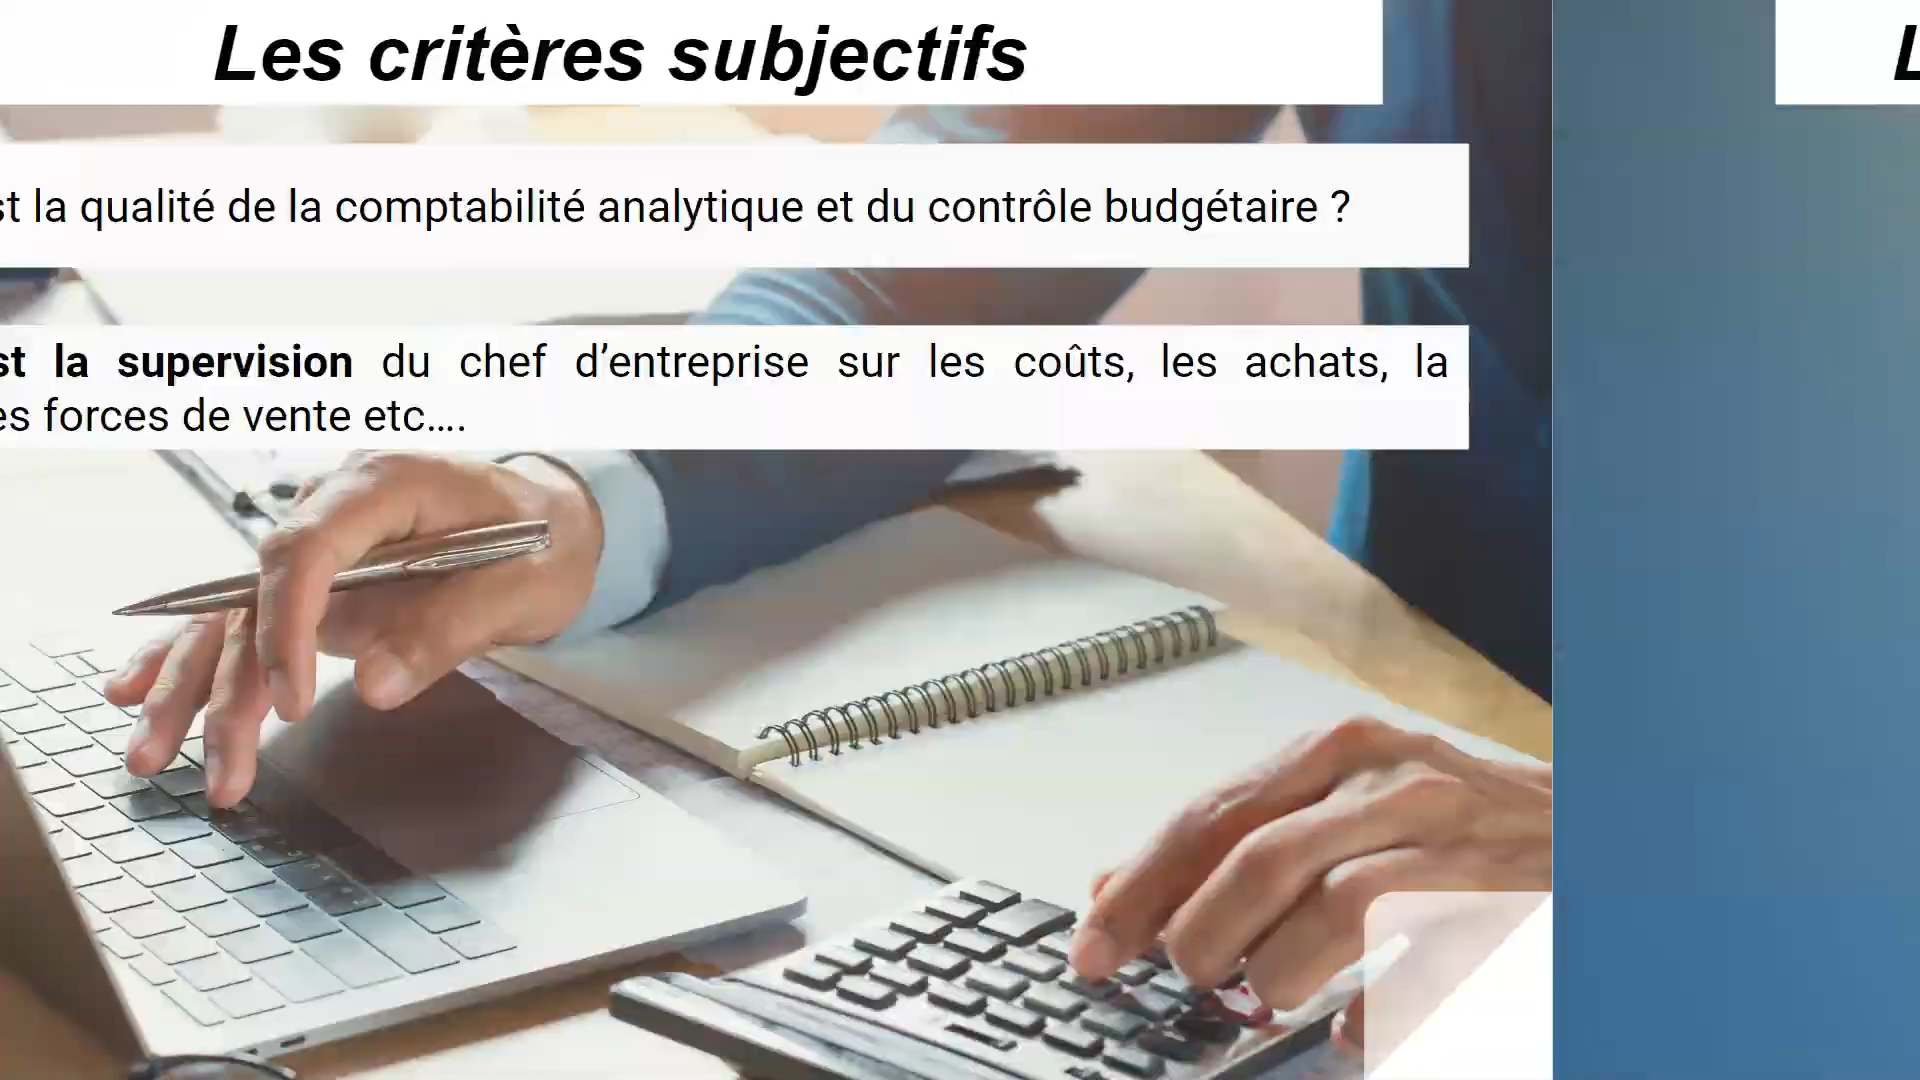 Les critères subjectifs
L
st la qualité de la comptabilité analytique et du contrôle budgétaire ?
st la supervision du chef d’entreprise sur les coûts, les achats, la
es forces de vente etc….